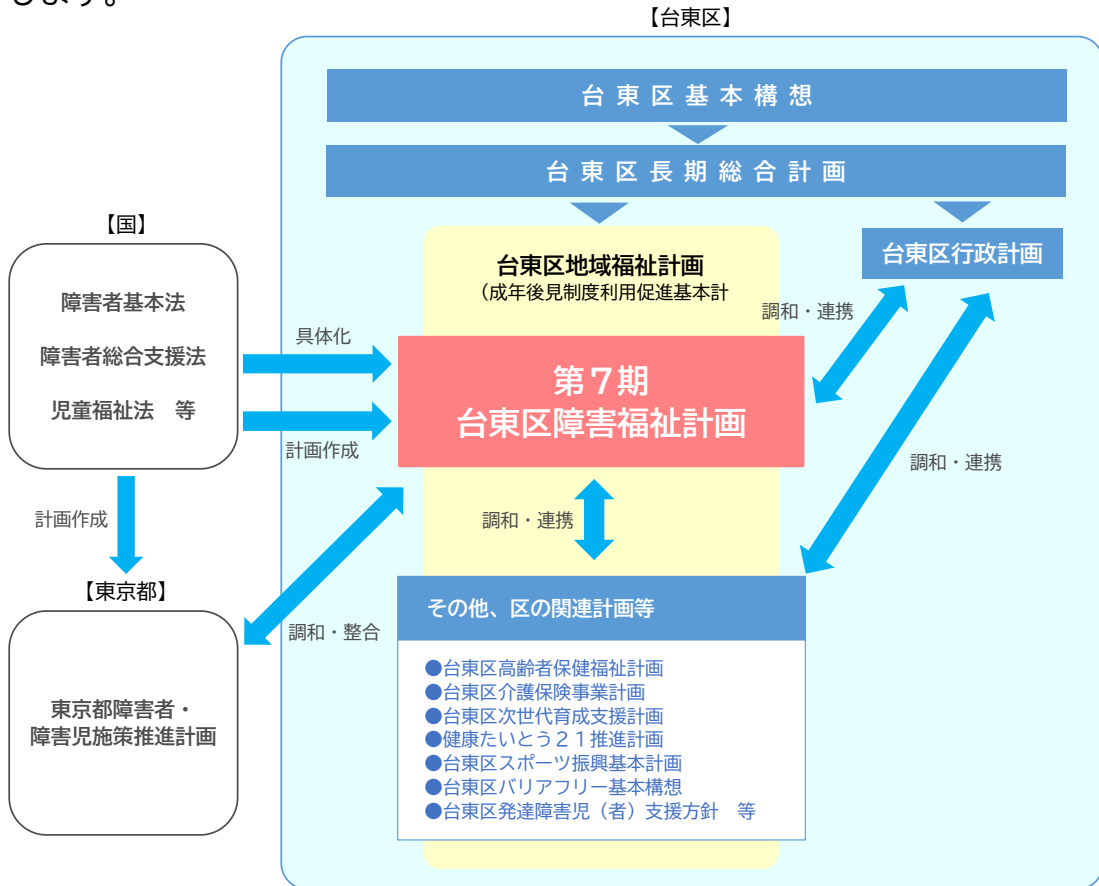 します。
【台東区】
台東区基本構想
台東区長期総合計画
【国】
障害者基本法
障害者総合支援法
児童福祉法　等
台東区地域福祉計画
（成年後見制度利用促進基本計
台東区行政計画
調和・連携
具体化
計画作成
第７期
台東区障害福祉計画
調和・連携
計画作成
調和・連携
【東京都】
調和・整合
東京都障害者・
障害児施策推進計画
その他、区の関連計画等
●台東区高齢者保健福祉計画
●台東区介護保険事業計画
●台東区次世代育成支援計画
●健康たいとう２１推進計画
●台東区スポーツ振興基本計画
●台東区バリアフリー基本構想
●台東区発達障害児（者）支援方針　等